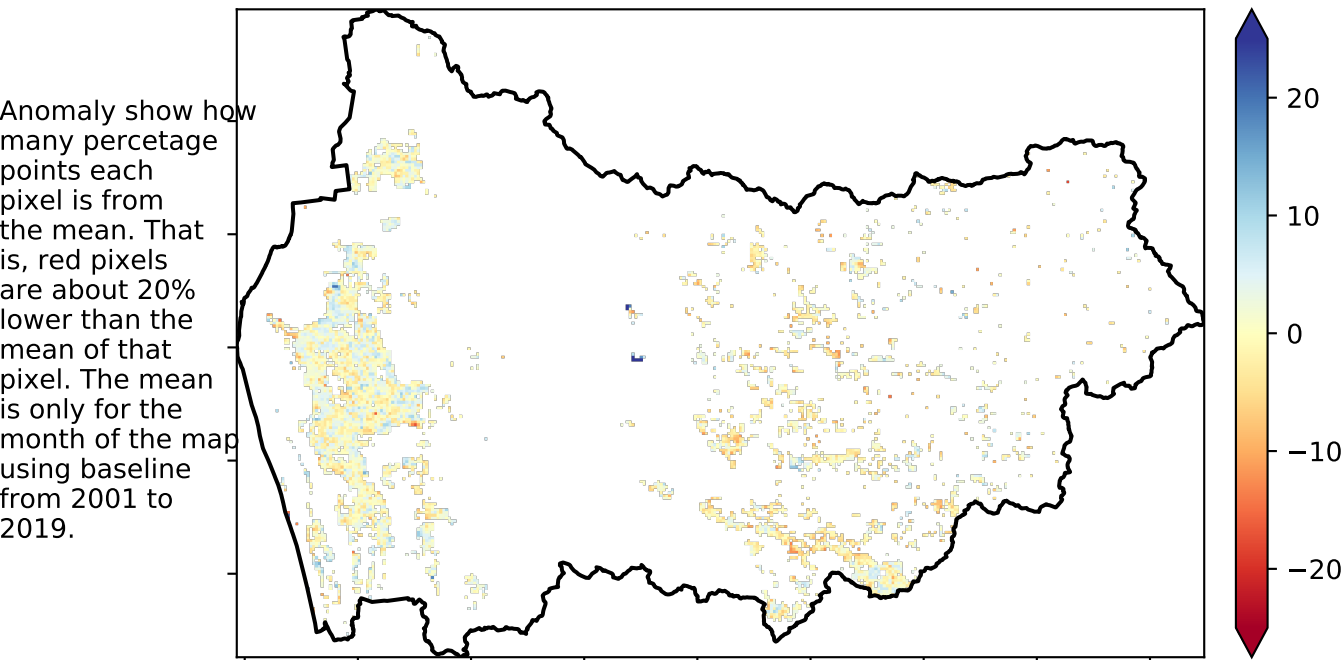 Anomaly show how
many percetage
points each
pixel is from
the mean. That
is, red pixels
are about 20%
lower than the
mean of that
pixel. The mean
is only for the
month of the map
using baseline
from 2001 to
2019.
20
10
0
−10
−20